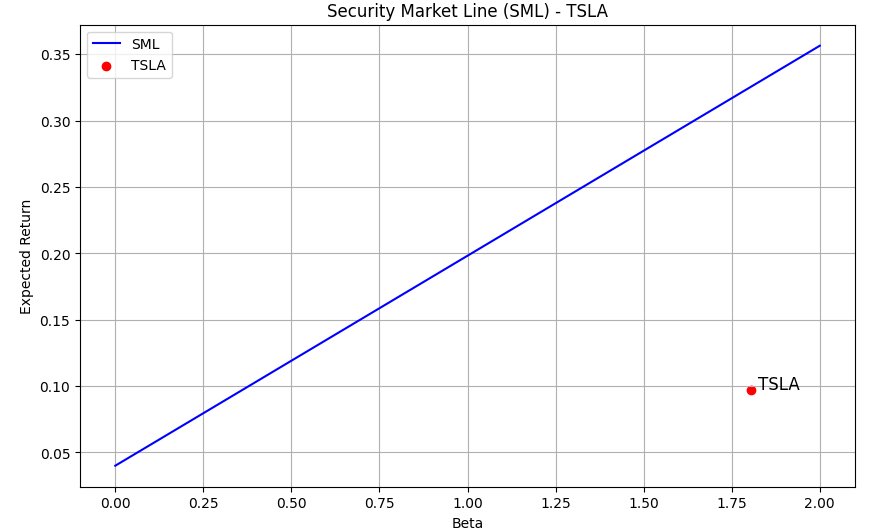 Security Market Line (SML) - TSLA
SML
TSLA
Expected Return
0.35
0.30
0.25
0.20
0.15
0.10
0.05
TSLA
0.00 0.25 0.50 0.75 1.00 1.25 1.50 1.75 2.00
Beta